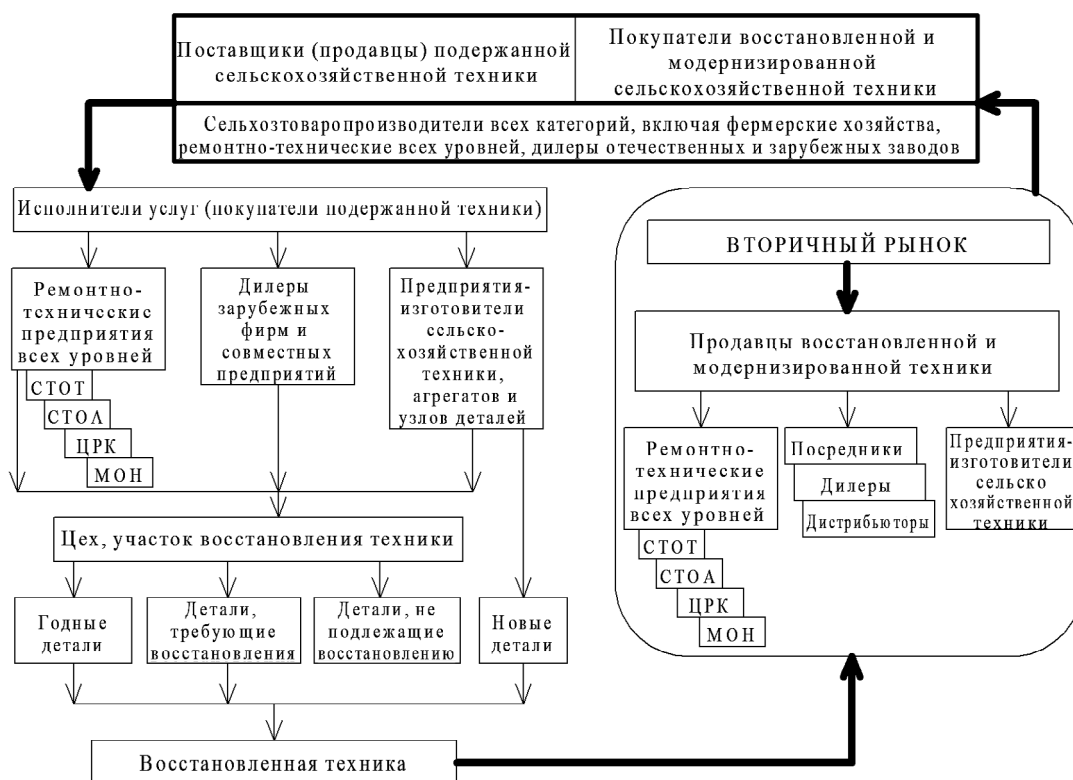 Поставщики (продавцы) подержанной
сельскохозяйственной техники
Покупатели восстановленной и
модернизированной
сельскохозяйственной техники
Сельхозтоваропроизводители всех категорий, включая фермерские хозяйства,
ремонтно-технические всех уровней, дилеры отечественных и зарубежных заводов
Исполнители услуг (покупатели подержанной техники)
Ремонтно-
технические
предприятия
всех уровней
СТОТ
СТОА
ЦРК
МОН
Дилеры
зарубежных
фирм и
совместных
предприятий
Предприятия-
изготовители
сельско-
хозяйственной
техники,
агрегатов и
узлов деталей
Цех, участок восстановления техники
Годные
детали
Детали,
требующие
восстановления
Детали, не
подлежащие
восстановлению
Новые
детали
Восстановленная техника
ВТОРИЧНЫЙ РЫНОК
Продавцы восстановленной и
модернизированной техники
Ремонтно-
технические
предприятия
всех уровней
СТОТ
СТОА
ЦРК
МОН
Посредники
Дилеры
Дистрибьюторы
Предприятия-
изготовители
сельско
хозяйственной
техники